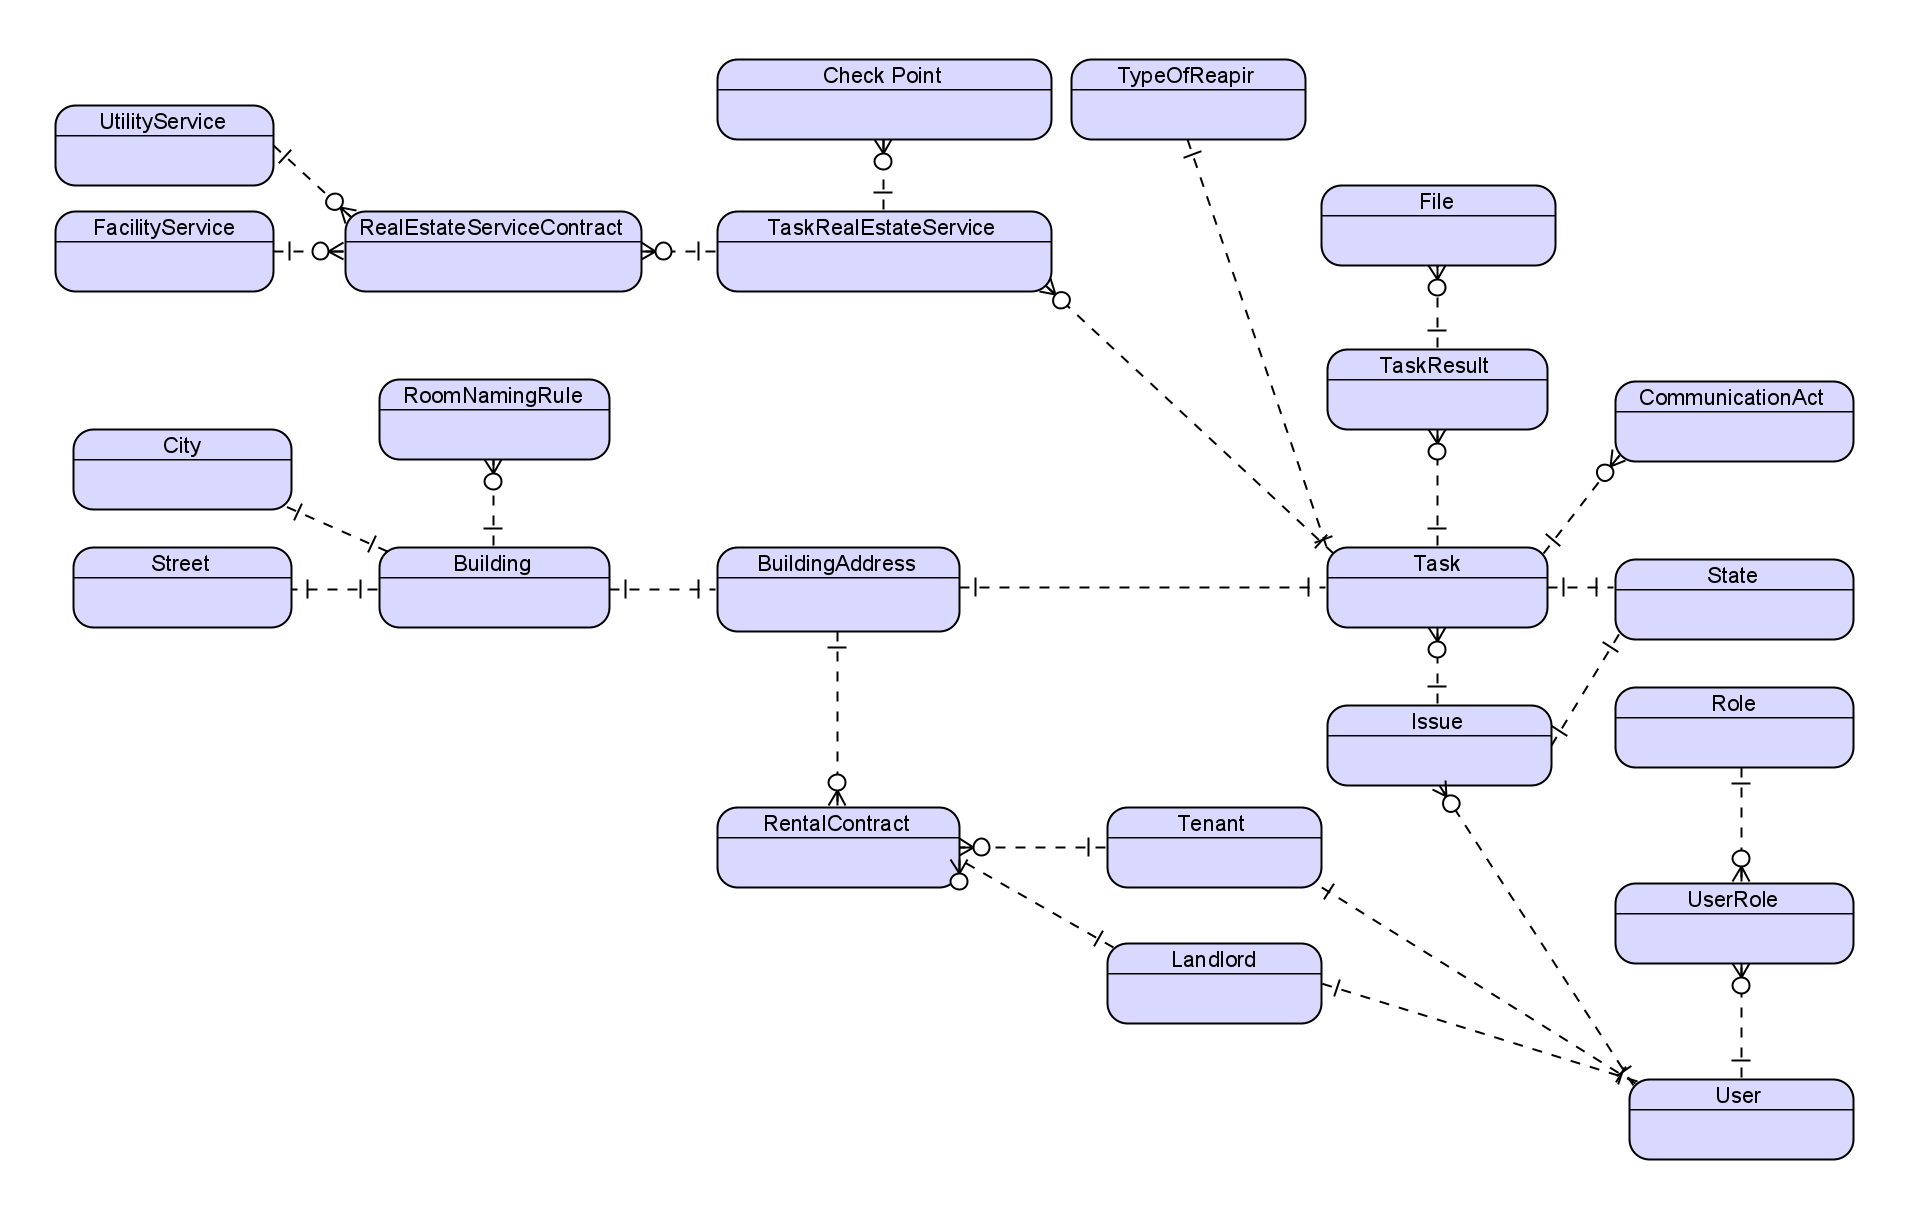 Check Point
TypeOfReapir
UtilityService
File
FacilityService
RealEstateServiceContract
TaskRealEstateService
TaskResult
RoomNamingRule
CommunicationAct
City
Street
Building
BuildingAddress
Task
State
Role
Issue
RentalContract
Tenant
UserRole
Landlord
User